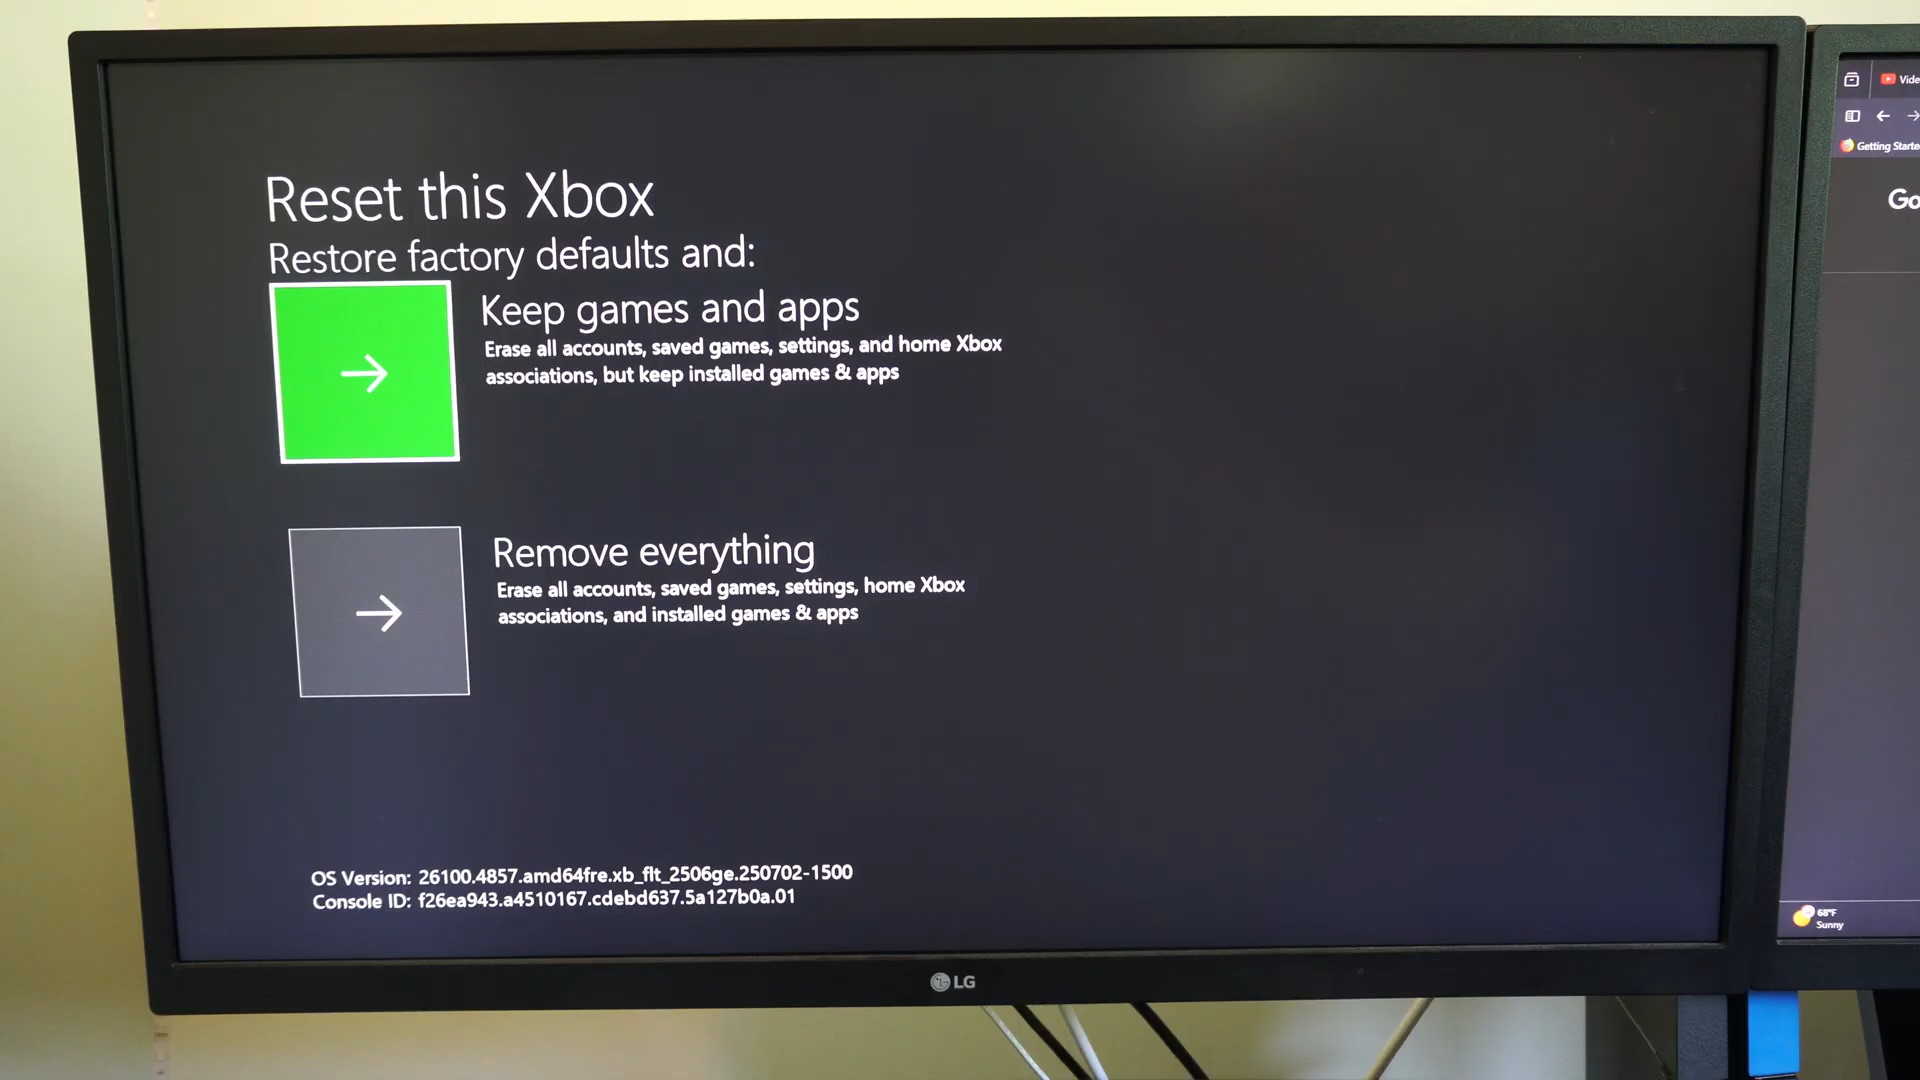 Reset this Xbox
Restore factory defaults and:
Keep games and apps
Erase all accounts, saved games, settings, and home Xbox
associations, but keep installed games & apps
Remove everything
Erase all accounts, saved games, settings, home Xbox
associations, and installed games & apps
OS Version: 26100.4857.amd64fre.xb_flt_2506ge.250702-1500
Console ID: f26ea943.a4510167.cdebd637.5a127b0a.01
LG
Vide
Getting Starte
Go
68°F
Sunny